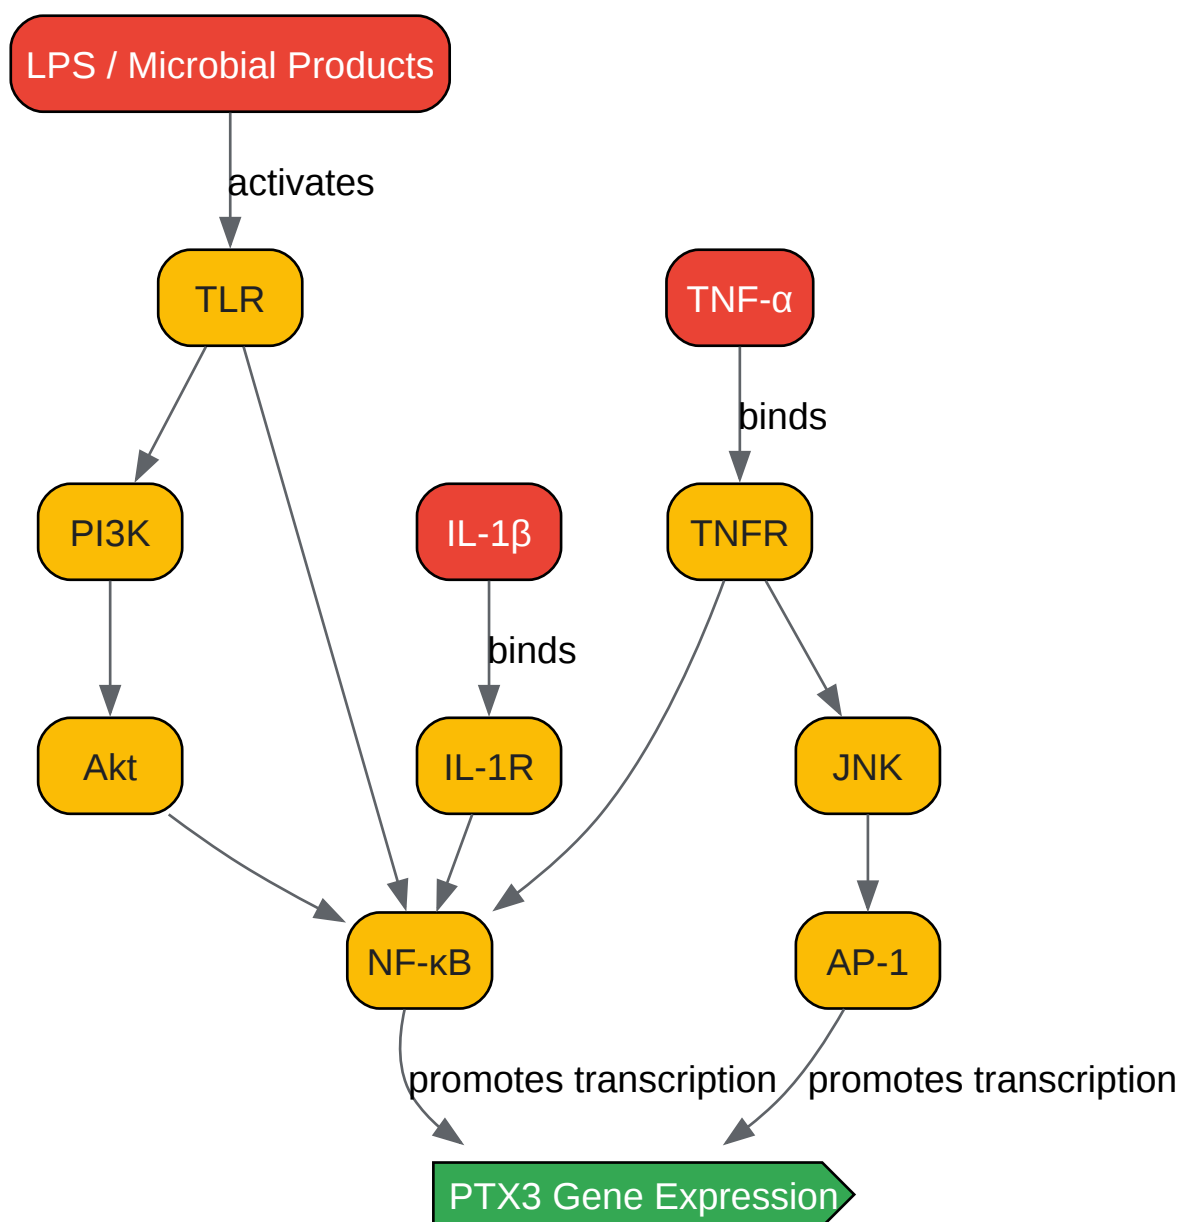 LPS / Microbial Products
activates
TLR
TNF-α
binds
PI3K
IL-1β
TNFR
binds
Akt
IL-1R
JNK
NF-κB
AP-1
promotes transcription
promotes transcription
PTX3 Gene Expression